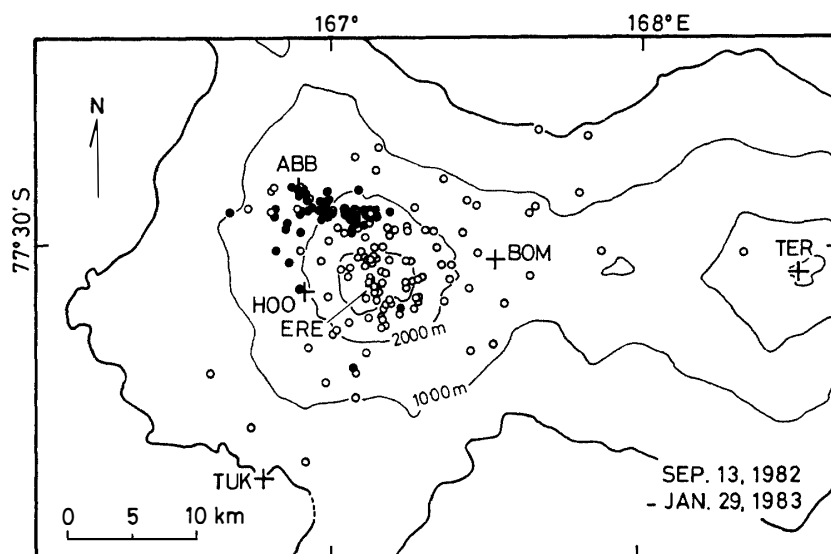 167° 168°E
N
ABB
77°30'S
BOM
TER
HOO
ERE
2000 m
1000 m
TUK
SEP. 13, 1982
- JAN. 29, 1983
0 5 10 km